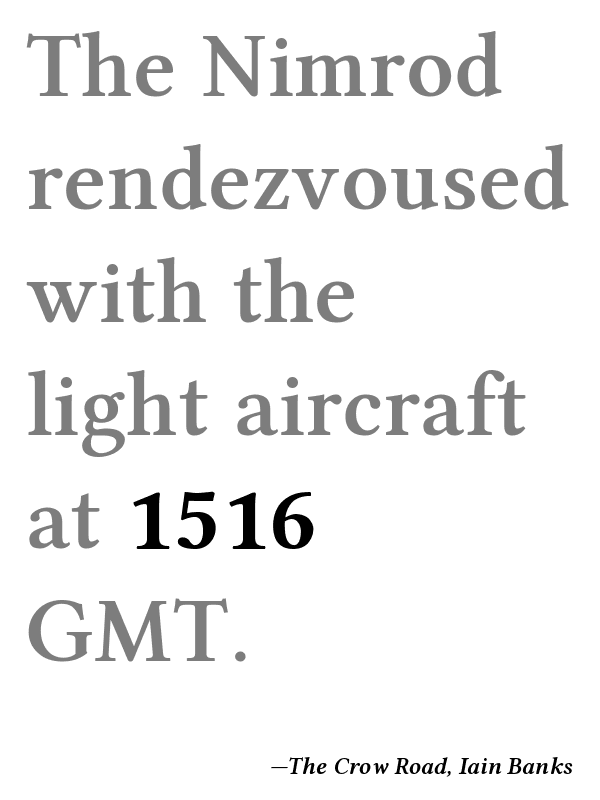 The Nimrod
rendezvoused
with the
light aircraft
at 1516
GMT.
—The Crow Road, Iain Banks